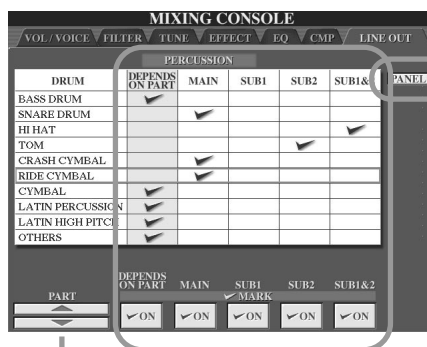 MIXING CONSOLE
VOL/VOICE FILTER TUNE EFFECT EQ CMP LINE OUT
PERCUSSION
DRUM DEPENDS ON PART MAIN SUB1 SUB2 SUB1&2 PANEL
BASS DRUM
SNARE DRUM
HI HAT
TOM
CRASH CYMBAL
RIDE CYMBAL
CYMBAL
LATIN PERCUSSION
LATIN HIGH PITCH
OTHERS
DEPENDS ON PART MAIN SUB1 SUB2 SUB1&2
PART MARK
ON ON ON ON ON